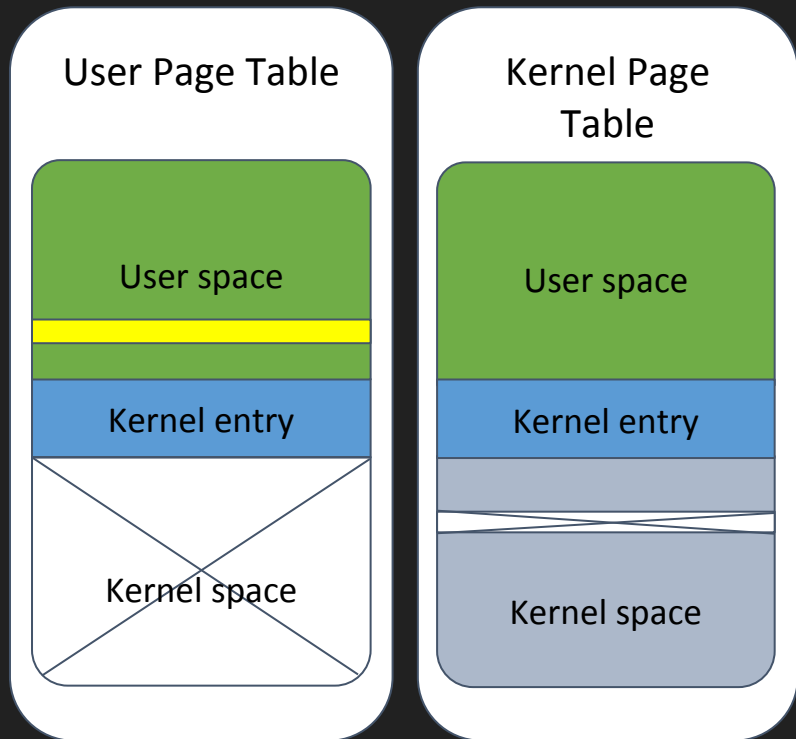 User Page Table
User space
Kernel entry
Kernel space
Kernel Page
Table
User space
Kernel entry
Kernel space